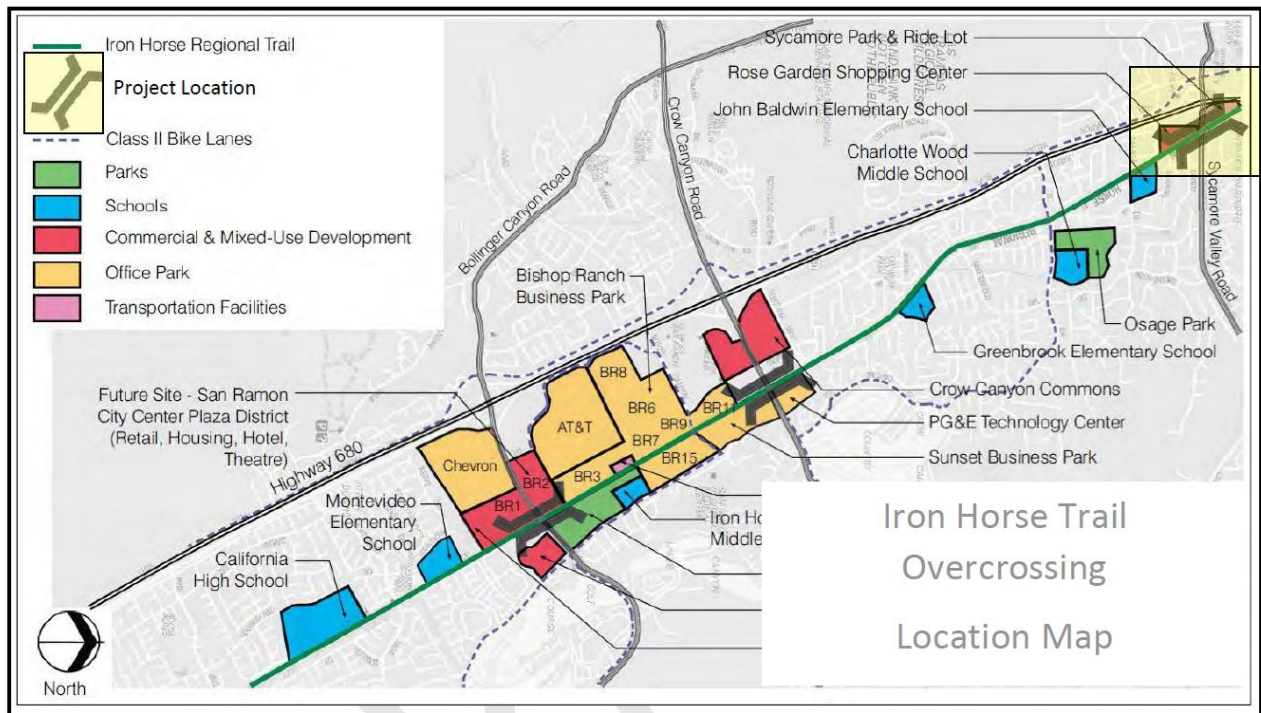 Iron Horse Regional Trail
Project Location
Class II Bike Lanes
Parks
Schools
Commercial & Mixed-Use Development
Office Park
Transportation Facilities
Sycamore Park & Ride Lot
Rose Garden Shopping Center
John Baldwin Elementary School
Charlotte Wood
Middle School
Sycamore Valley Road
Crow Canyon Road
Bollinger Canyon Road
Bishop Ranch
Business Park
Osage Park
Greenbrook Elementary School
Crow Canyon Commons
PG&E Technology Center
Sunset Business Park
Future Site - San Ramon
City Center Plaza District
(Retail, Housing, Hotel,
Theatre)
Highway 680
BR8
BR6
AT&T
BR11
BR9
BR7
BR15
BR3
Chevron
BR2
BR1
Montevideo
Elementary
School
California
High School
Iron
Middle
HORSE
REGIONAL
Iron Horse Trail
Overcrossing
Location Map
North